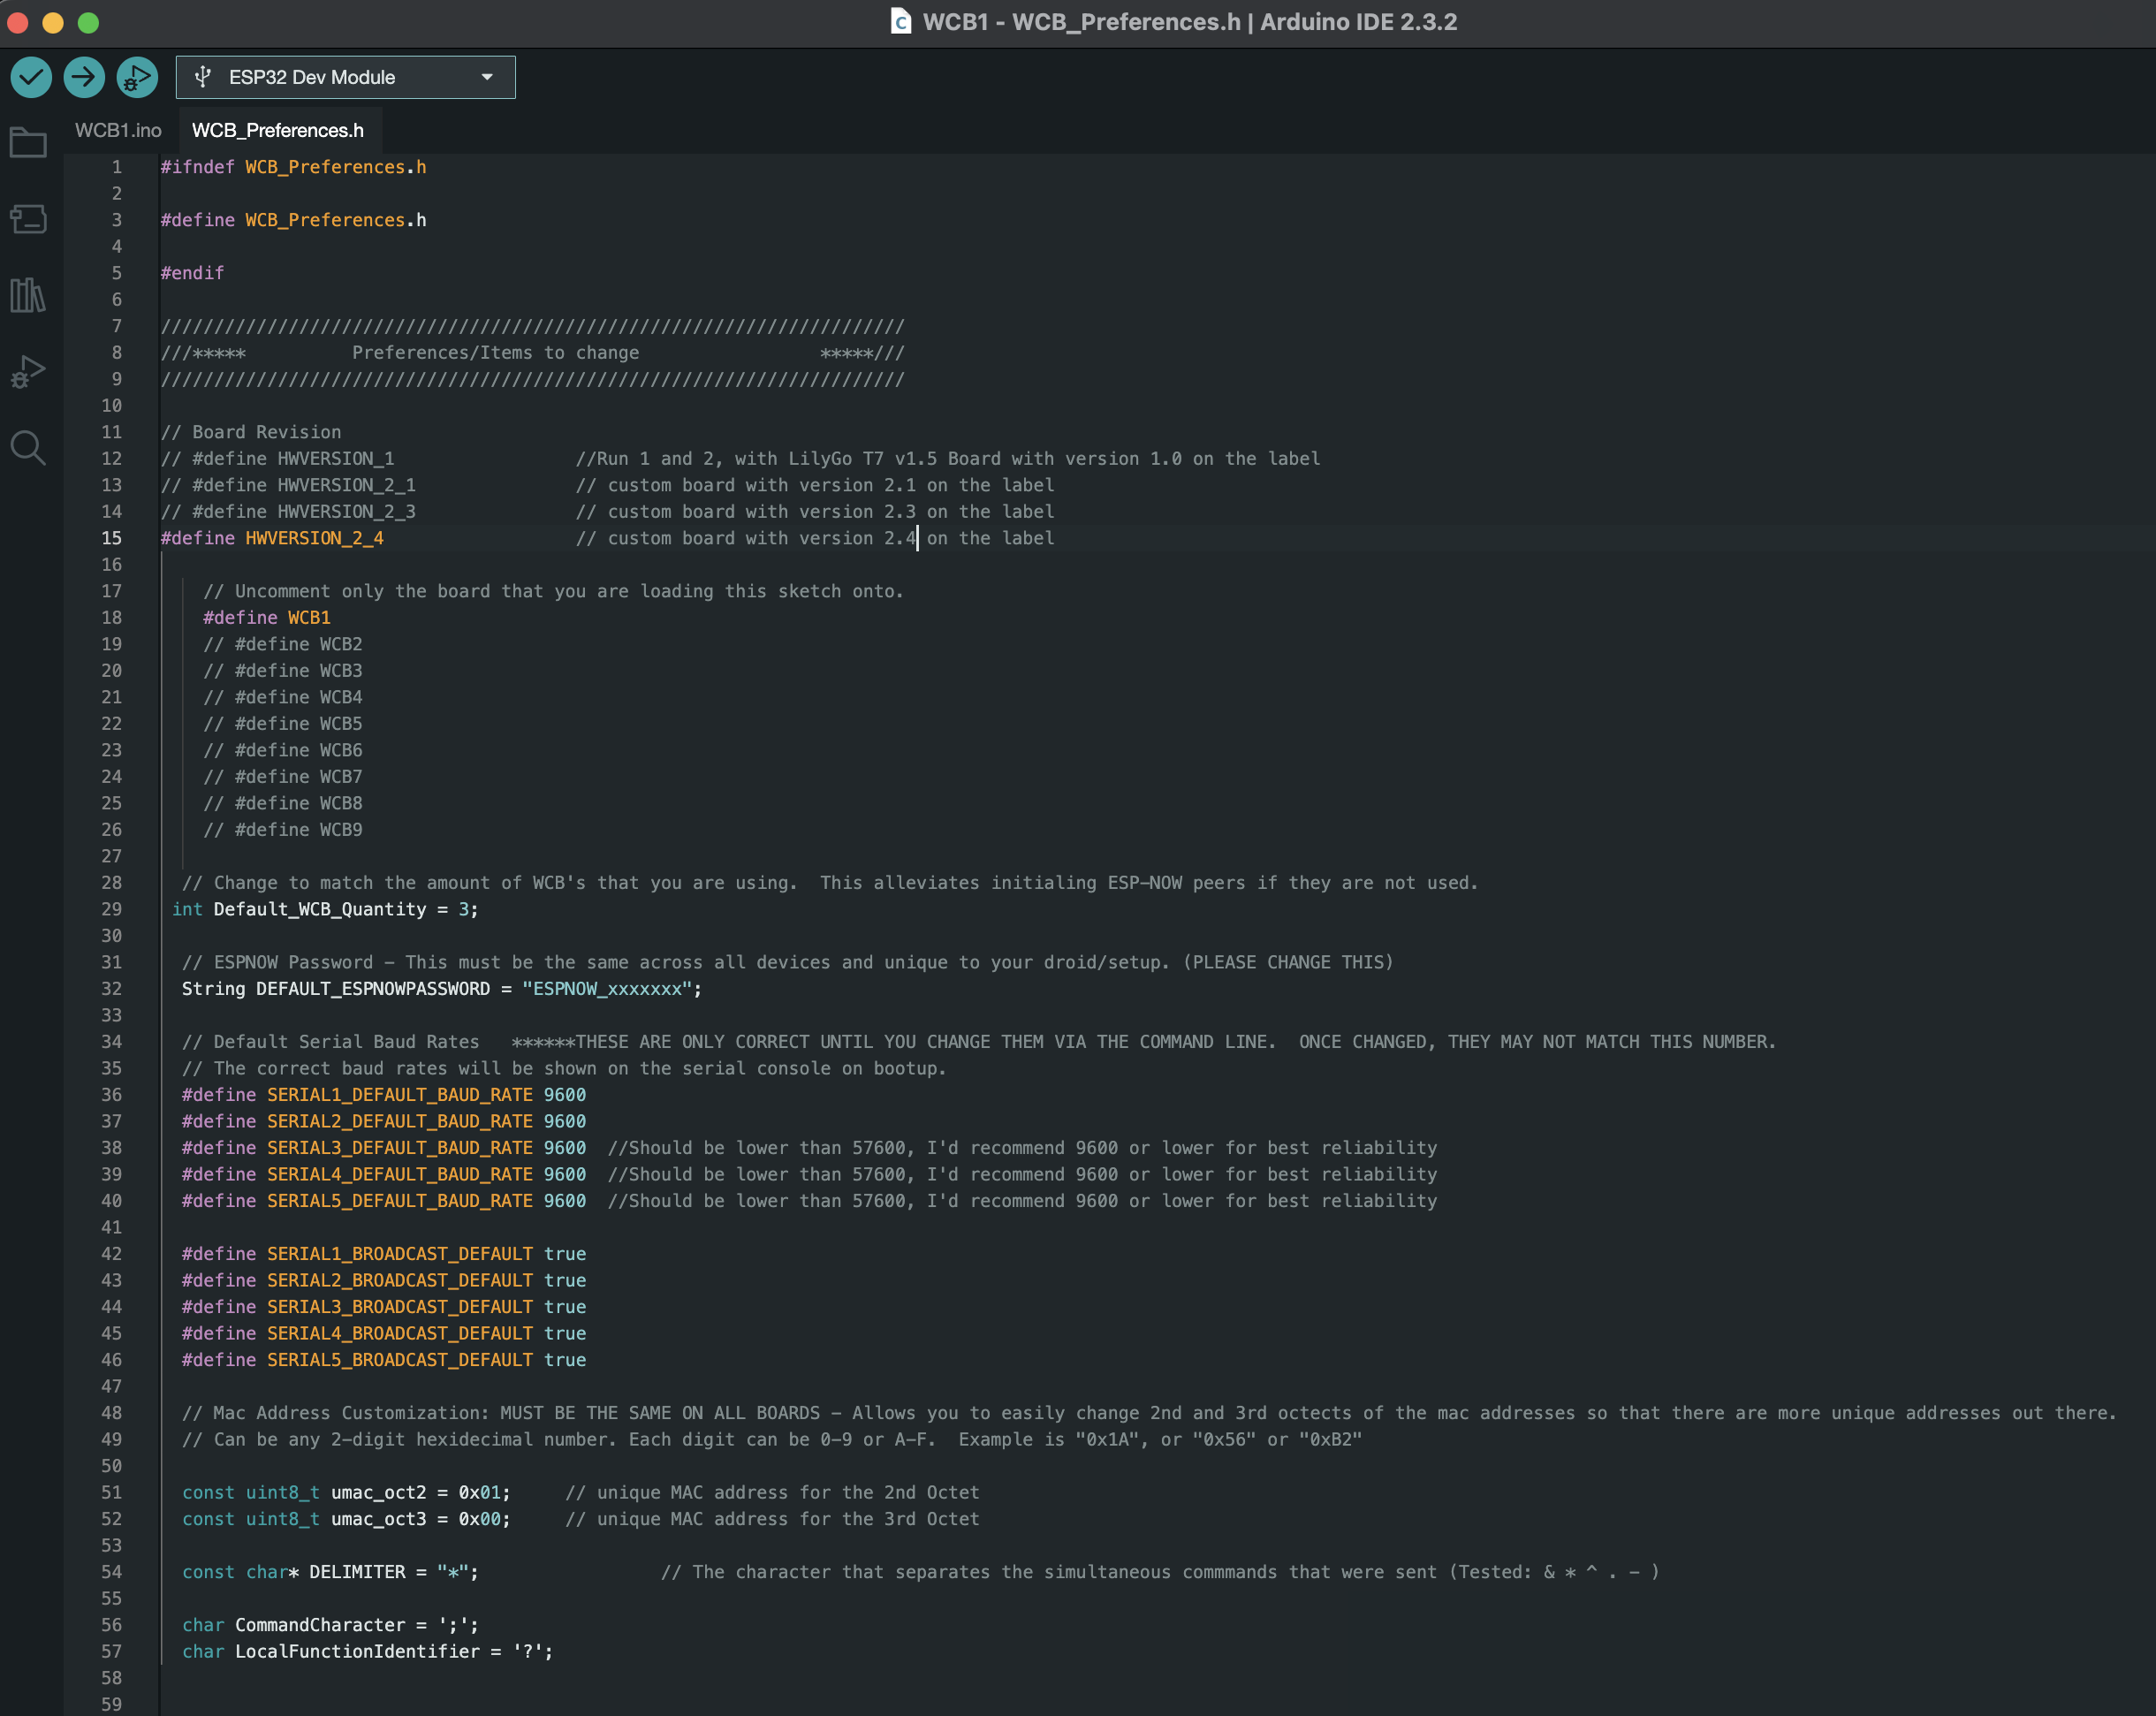 WCB1 - WCB_Preferences.h | Arduino IDE 2.3.2
ESP32 Dev Module
WCB1.ino WCB_Preferences.h
1 #ifndef WCB_Preferences.h
2
3 #define WCB_Preferences.h
4
5 #endif
6
7 //////////////////////////////////////////////////////////////////////
8 ///*****          Preferences/Items to change                 *****///
9 //////////////////////////////////////////////////////////////////////
10
11 // Board Revision
12 // #define HWVERSION_1                 //Run 1 and 2, with LilyGo T7 v1.5 Board with version 1.0 on the label
13 // #define HWVERSION_2_1               // custom board with version 2.1 on the label
14 // #define HWVERSION_2_3               // custom board with version 2.3 on the label
15 #define HWVERSION_2_4                  // custom board with version 2.4 on the label
16
17     // Uncomment only the board that you are loading this sketch onto.
18     #define WCB1
19     // #define WCB2
20     // #define WCB3
21     // #define WCB4
22     // #define WCB5
23     // #define WCB6
24     // #define WCB7
25     // #define WCB8
26     // #define WCB9
27
28   // Change to match the amount of WCB's that you are using.  This alleviates initialing ESP-NOW peers if they are not used.
29  int Default_WCB_Quantity = 3;
30
31   // ESPNOW Password - This must be the same across all devices and unique to your droid/setup. (PLEASE CHANGE THIS)
32   String DEFAULT_ESPNOWPASSWORD = "ESPNOW_xxxxxxx";
33
34   // Default Serial Baud Rates   ******THESE ARE ONLY CORRECT UNTIL YOU CHANGE THEM VIA THE COMMAND LINE.  ONCE CHANGED, THEY MAY NOT MATCH THIS NUMBER.
35   // The correct baud rates will be shown on the serial console on bootup.
36   #define SERIAL1_DEFAULT_BAUD_RATE 9600
37   #define SERIAL2_DEFAULT_BAUD_RATE 9600
38   #define SERIAL3_DEFAULT_BAUD_RATE 9600  //Should be lower than 57600, I'd recommend 9600 or lower for best reliability
39   #define SERIAL4_DEFAULT_BAUD_RATE 9600  //Should be lower than 57600, I'd recommend 9600 or lower for best reliability
40   #define SERIAL5_DEFAULT_BAUD_RATE 9600  //Should be lower than 57600, I'd recommend 9600 or lower for best reliability
41
42   #define SERIAL1_BROADCAST_DEFAULT true
43   #define SERIAL2_BROADCAST_DEFAULT true
44   #define SERIAL3_BROADCAST_DEFAULT true
45   #define SERIAL4_BROADCAST_DEFAULT true
46   #define SERIAL5_BROADCAST_DEFAULT true
47
48   // Mac Address Customization: MUST BE THE SAME ON ALL BOARDS - Allows you to easily change 2nd and 3rd octects of the mac addresses so that there are more unique addresses out there.
49   // Can be any 2-digit hexidecimal number. Each digit can be 0-9 or A-F.  Example is "0x1A", or "0x56" or "0xB2"
50
51   const uint8_t umac_oct2 = 0x01;     // unique MAC address for the 2nd Octet
52   const uint8_t umac_oct3 = 0x00;     // unique MAC address for the 3rd Octet
53
54   const char* DELIMITER = "*";                 // The character that separates the simultaneous commmands that were sent (Tested: & * ^ . - )
55
56   char CommandCharacter = ';';
57   char LocalFunctionIdentifier = '?';
58
59